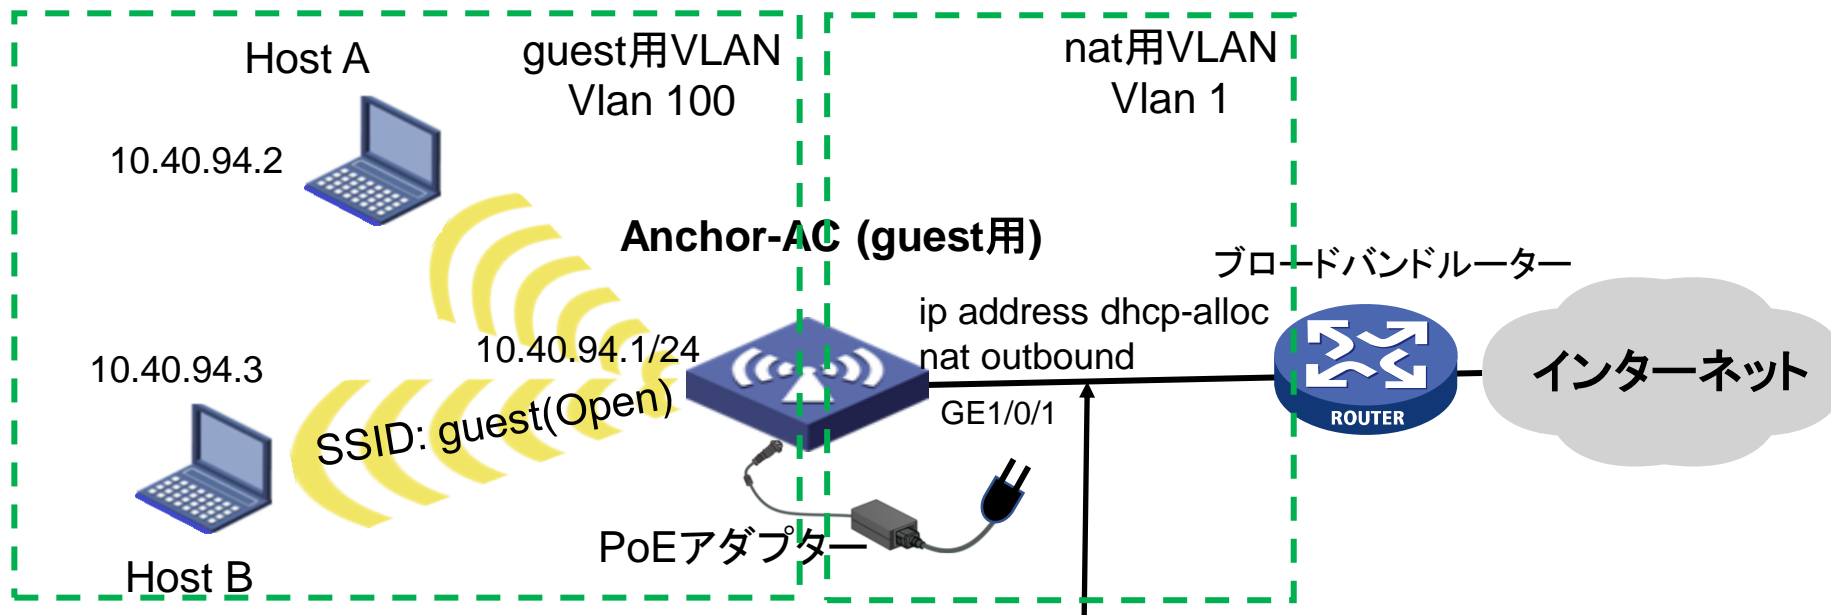 Host A
guest用VLAN
Vlan 100
nat用VLAN
Vlan 1
10.40.94.2
Anchor-AC (guest用)
ブロードバンドルーター
ip address dhcp-alloc
nat outbound
10.40.94.1/24
10.40.94.3
SSID: guest(Open)
GE1/0/1
ROUTER
インターネット
PoEアダプター
Host B